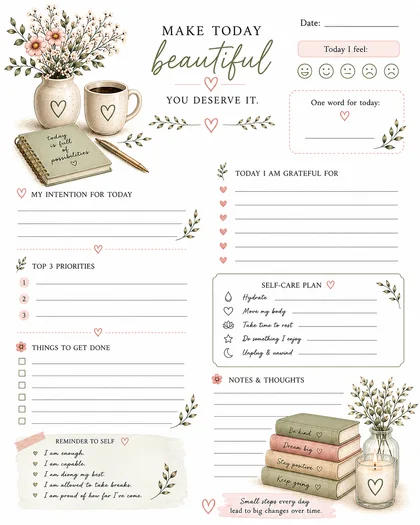 MAKE TODAY
beautiful
YOU DESERVE IT.
Date:
Today I feel:
One word for today:
today
is full
of
possibilities
MY INTENTION FOR TODAY
TOP 3 PRIORITIES
1
2
3
THINGS TO GET DONE
REMINDER TO SELF
I am enough.
I am capable.
I am doing my best.
I am allowed to take breaks.
I am proud of how far I've come.
TODAY I AM GRATEFUL FOR
SELF-CARE PLAN
Hydrate
Move my body
Take time to rest
Do something I enjoy
Unplug & unwind
NOTES & THOUGHTS
Be kind
Dream big
Stay positive
Keep going
Small steps every day
lead to big changes over time.